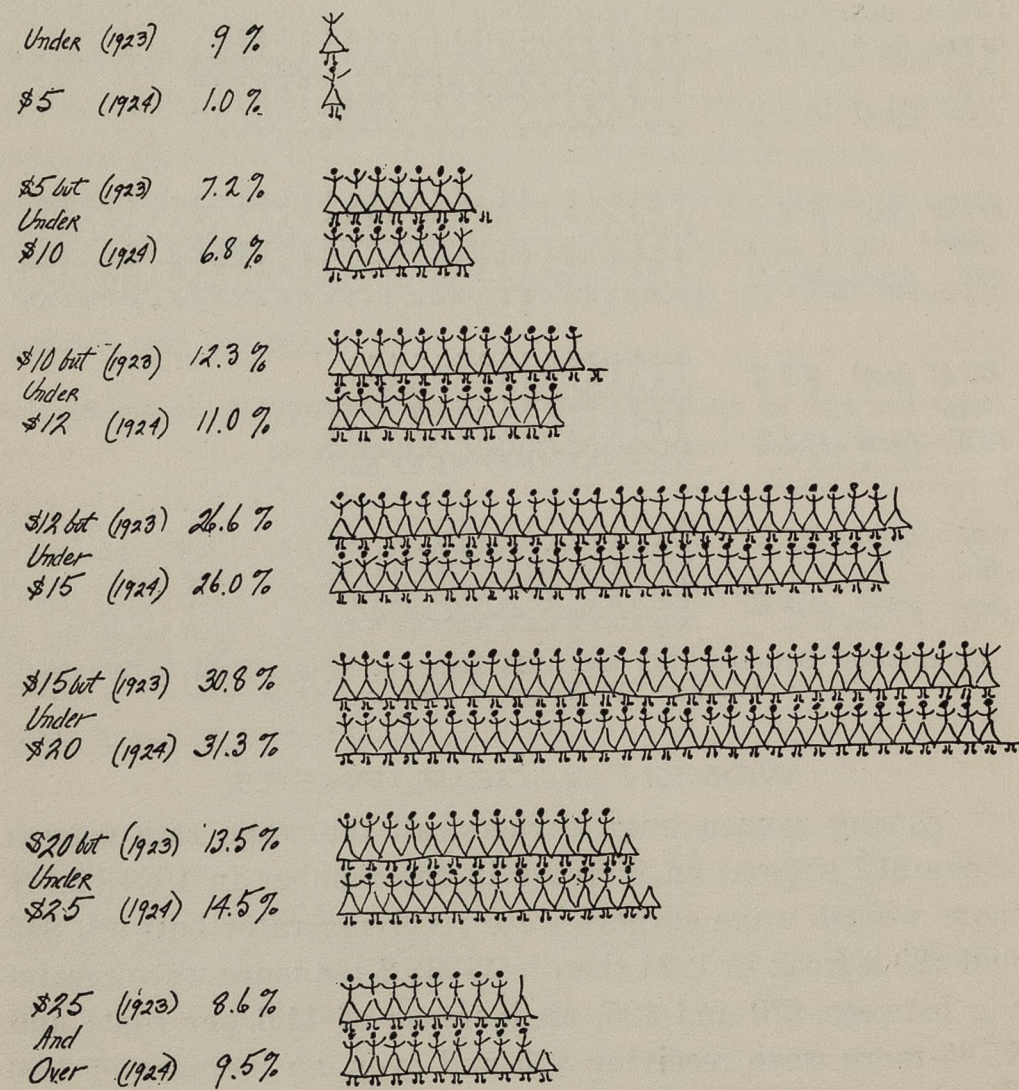 Under (1923) .9 %
$5 (1924) 1.0 %
$5 but (1923) 7.2 %
Under
$10 (1924) 6.8 %
$10 but (1923) 12.3 %
Under
$12 (1924) 11.0 %
$12 but (1923) 26.6 %
Under
$15 (1924) 26.0 %
$15 but (1923) 30.8 %
Under
$20 (1924) 31.3 %
$20 but (1923) 13.5 %
Under
$25 (1924) 14.5 %
$25 (1923) 8.6 %
And
Over (1924) 9.5 %